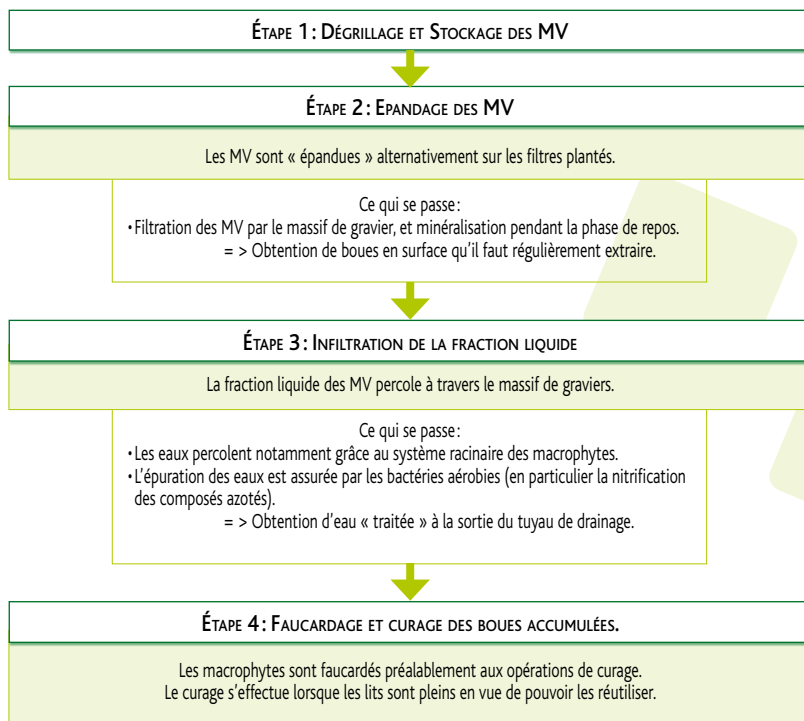 Étape 1 : Dégrillage et Stockage des MV
Étape 2 : Epandage des MV
Les MV sont « épandues » alternativement sur les filtres plantés.
Ce qui se passe :
• Filtration des MV par le massif de gravier, et minéralisation pendant la phase de repos.
= > Obtention de boues en surface qu'il faut régulièrement extraire.
Étape 3 : Infiltration de la fraction liquide
La fraction liquide des MV percole à travers le massif de graviers.
Ce qui se passe :
• Les eaux percolent notamment grâce au système racinaire des macrophytes.
• L'épuration des eaux est assurée par les bactéries aérobies (en particulier la nitrification
des composés azotés).
= > Obtention d'eau « traitée » à la sortie du tuyau de drainage.
Étape 4 : Faucardage et curage des boues accumulées.
Les macrophytes sont faucardés préalablement aux opérations de curage.
Le curage s'effectue lorsque les lits sont pleins en vue de pouvoir les réutiliser.